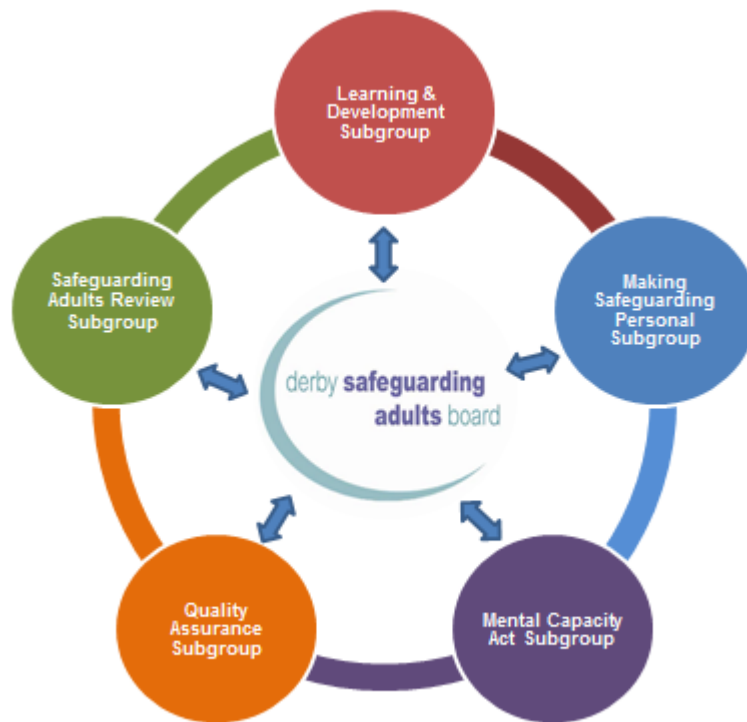 Learning &
Development
Subgroup
Safeguarding
Adults Review
Subgroup
Making
Safeguarding
Personal
Subgroup
derby safeguarding
adults board
Quality
Assurance
Subgroup
Mental Capacity
Act Subgroup